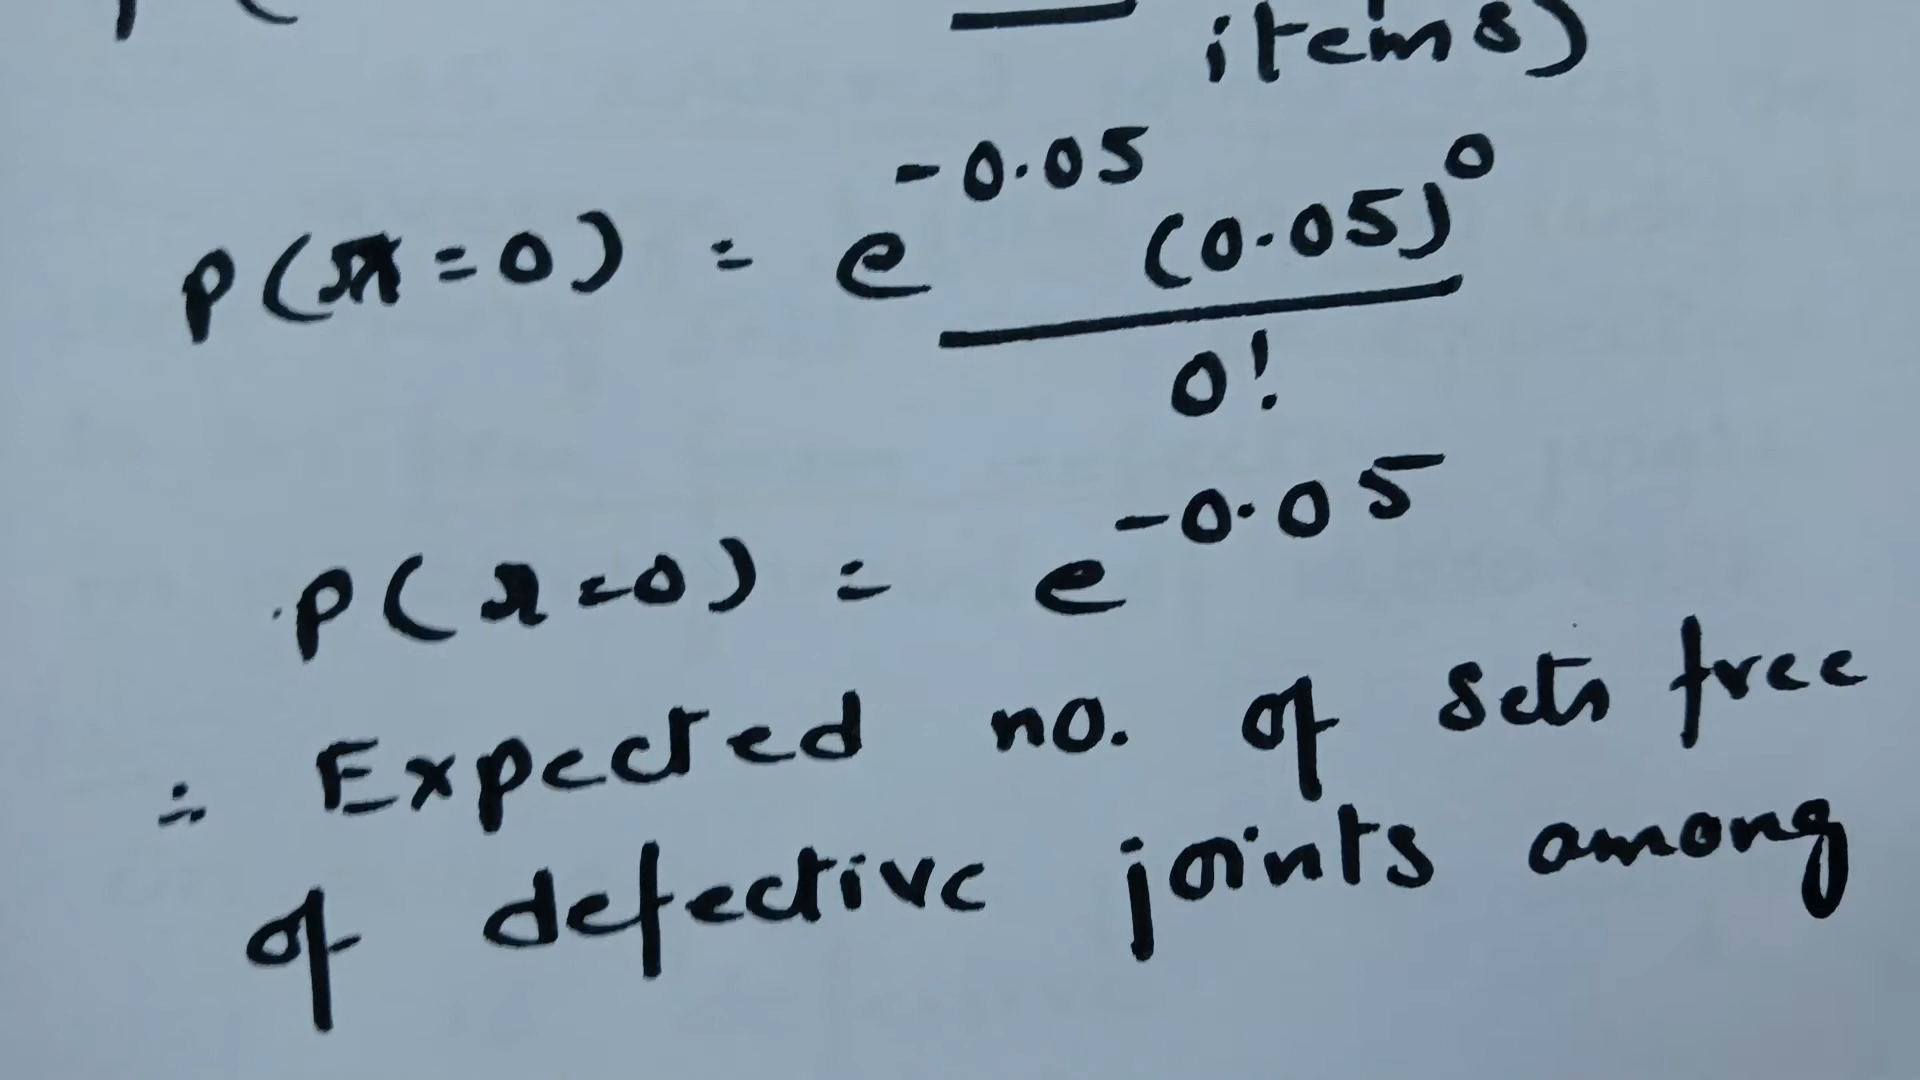 items)
P(x=0) = e^-0.05 (0.05)^0
0!
P(x=0) = e^-0.05
∴ Expected no. of sets free
of defective joints among